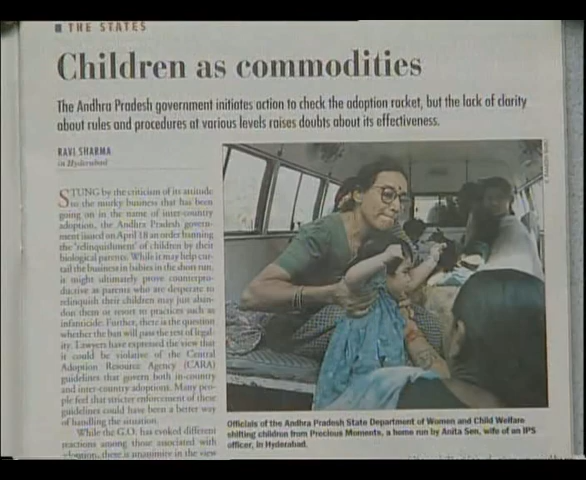 THE STATES
Children as commodities
The Andhra Pradesh government initiates action to check the adoption racket, but the lack of clarity
about rules and procedures at various levels raises doubts about its effectiveness.
RAVI SHARMA
in Hyderabad
STUNG by the criticism of its attitude
to the murky business that has been
going on in the name of inter-country
adoption, the Andhra Pradesh govern-
ment issued on April 18 an order banning
the 'relinquishment' of children by their
biological parents. While it may help cur-
tail the business in babies in the short run,
it might ultimately prove counterpro-
ductive as parents who are desperate to
relinquish their children may just aban-
don them or resort to practices such as
infanticide. Further, there is the question
whether the ban will pass the test of legal-
ity. Lawyers have expressed the view that
it could be violative of the Central
Adoption Resource Agency (CARA)
guidelines that govern both in-country
and inter-country adoptions. Many peo-
ple feel that stricter enforcement of these
guidelines could have been a better way
of handling the situation.
While the G.O. has evoked different
reactions among those associated with
adoption, there is unanimity in the view
Officials of the Andhra Pradesh State Department of Women and Child Welfare
shifting children from Precious Moments, a home run by Anita Sen, wife of an IPS
officer, in Hyderabad.